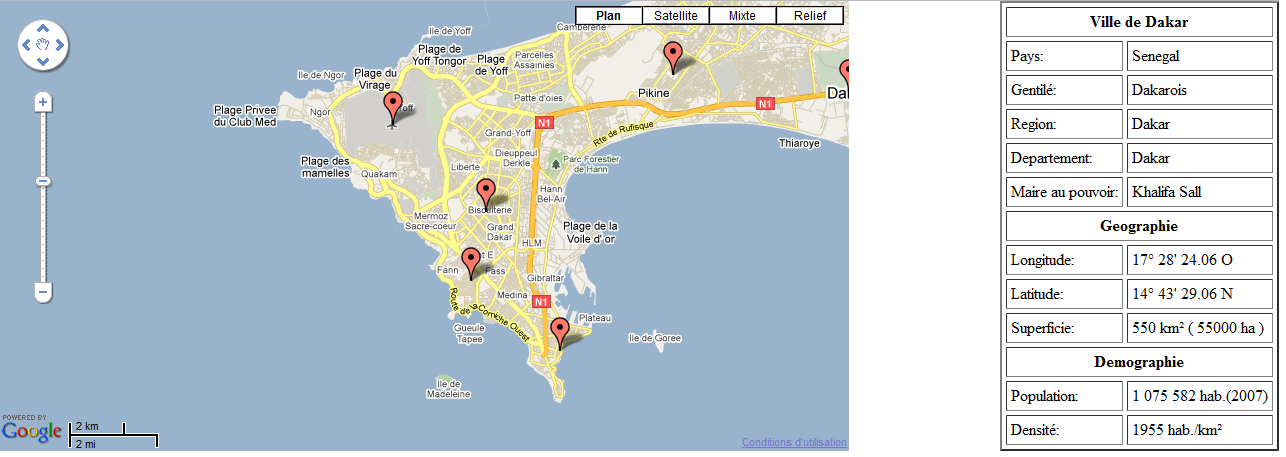 Plan
Satellite
Mixte
Relief
Camberene
Ile de Yoff
Plage de
Yoff Tongor
Plage
de Yoff
Parcelles
Assainies
Ile de Ngor
Plage du
Virage
Pikine
Patte d'oies
N1
Ngor
Plage Privee
du Club Med
N1
Rte de Rufisque
Grand-Yoff
Thiaroye
Dieuppeul
Derkle
Plage des
mamelles
Liberte
Parc Forestier
de Hann
Quakam
Hann
Bel-Air
Mermoz
Sacre-coeur
Grand
Dakar
Plage de la
Voile d' or
HLM
Fann
Fass
Gibraltar
Medina
N1
Route de La Corniche Ouest
Plateau
Gueule
Tapee
Ile de Goree
Ile de
Madeleine
POWERED BY
Google
2 km
2 mi
Conditions d'utilisation
Ville de Dakar
Pays: Senegal
Gentilé: Dakarois
Region: Dakar
Departement: Dakar
Maire au pouvoir: Khalifa Sall
Geographie
Longitude: 17° 28' 24.06 O
Latitude: 14° 43' 29.06 N
Superficie: 550 km² ( 55000 ha )
Demographie
Population: 1 075 582 hab.(2007)
Densité: 1955 hab./km²